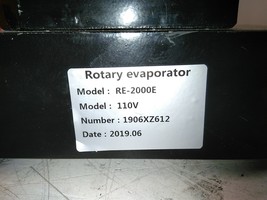 Rotary evaporator
Model : RE-2000E
Model : 110V
Number : 1906XZ612
Date : 2019.06